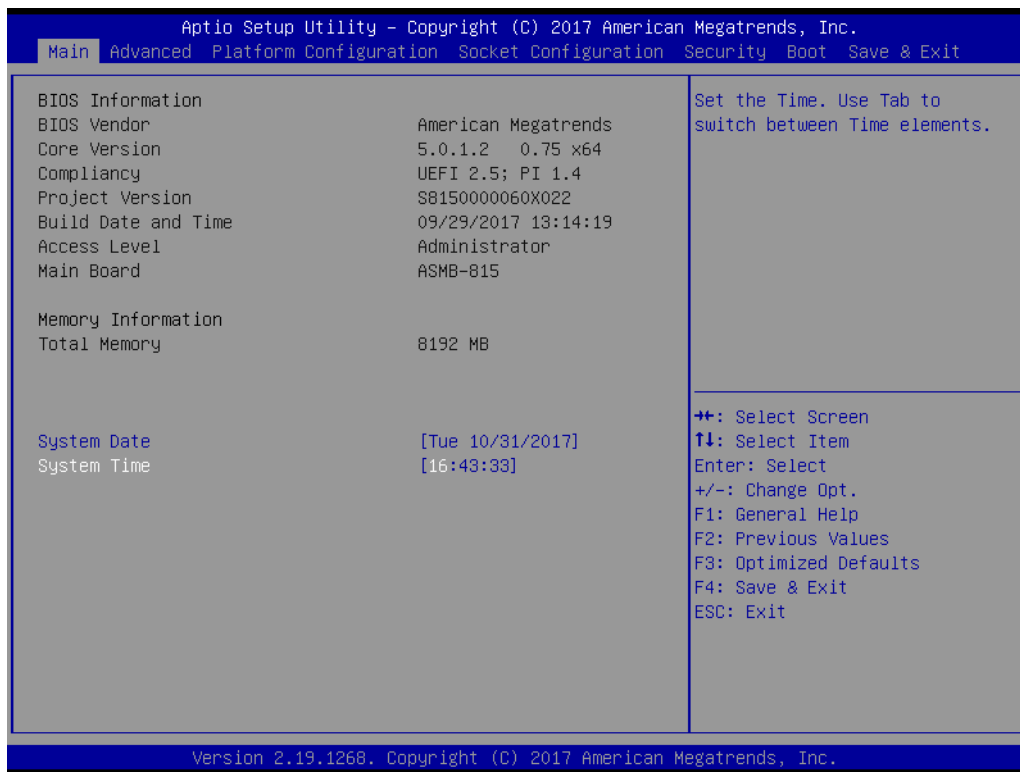 Aptio Setup Utility – Copyright (C) 2017 American Megatrends, Inc.
Main Advanced Platform Configuration Socket Configuration Security Boot Save & Exit
BIOS Information
BIOS Vendor American Megatrends
Core Version 5.0.1.2 0.75 x64
Compliancy UEFI 2.5; PI 1.4
Project Version S8150000060X022
Build Date and Time 09/29/2017 13:14:19
Access Level Administrator
Main Board ASMB-815
Memory Information
Total Memory 8192 MB
System Date [Tue 10/31/2017]
System Time [16:43:33]
Set the Time. Use Tab to
switch between Time elements.
→←: Select Screen
↑↓: Select Item
Enter: Select
+/-: Change Opt.
F1: General Help
F2: Previous Values
F3: Optimized Defaults
F4: Save & Exit
ESC: Exit
Version 2.19.1268. Copyright (C) 2017 American Megatrends, Inc.